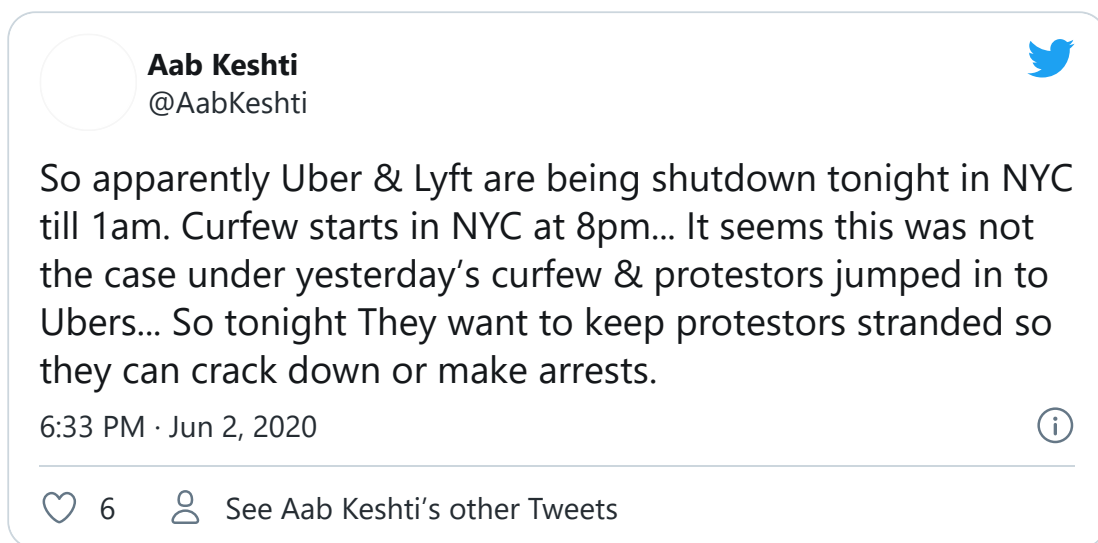 Aab Keshti
@AabKeshti
So apparently Uber & Lyft are being shutdown tonight in NYC
till 1am. Curfew starts in NYC at 8pm... It seems this was not
the case under yesterday’s curfew & protestors jumped in to
Ubers... So tonight They want to keep protestors stranded so
they can crack down or make arrests.
6:33 PM · Jun 2, 2020
6 See Aab Keshti’s other Tweets